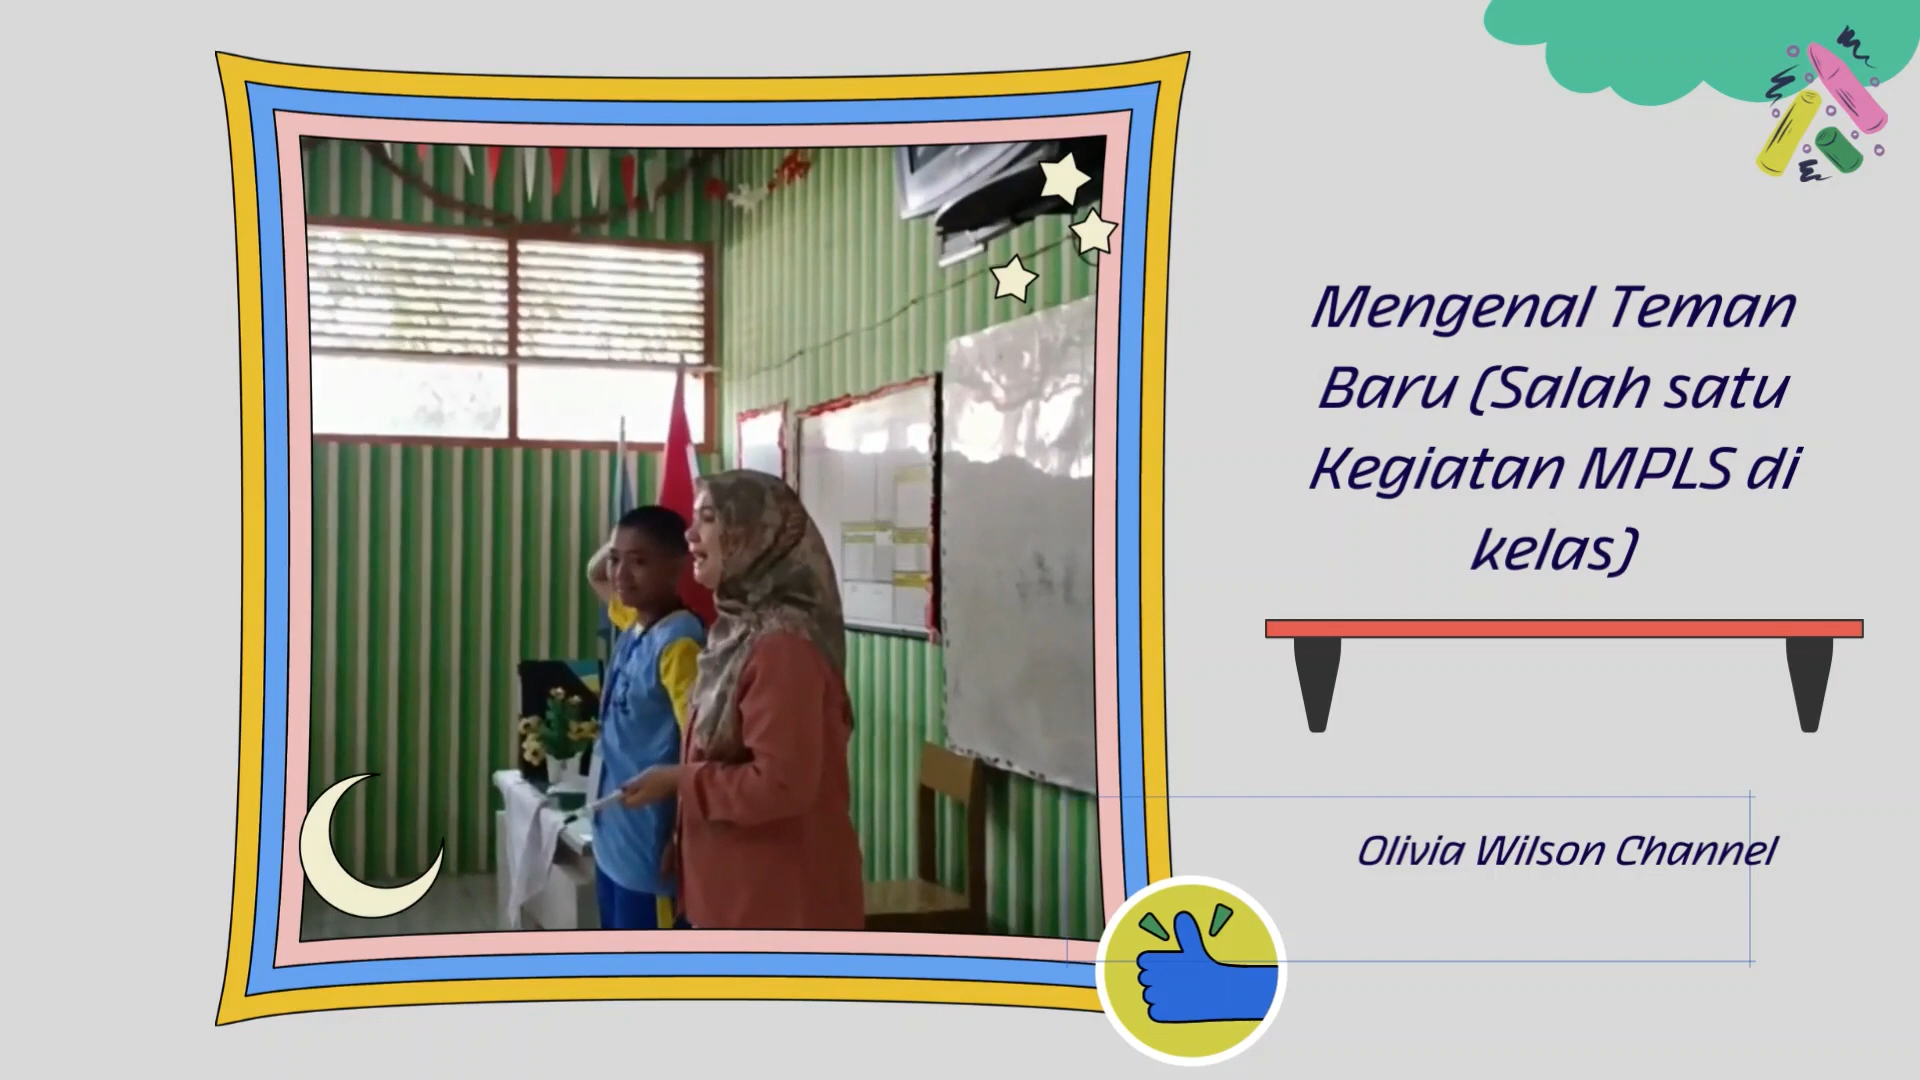 Mengenal Teman
Baru (Salah satu
Kegiatan MPLS di
kelas)
Olivia Wilson Channel